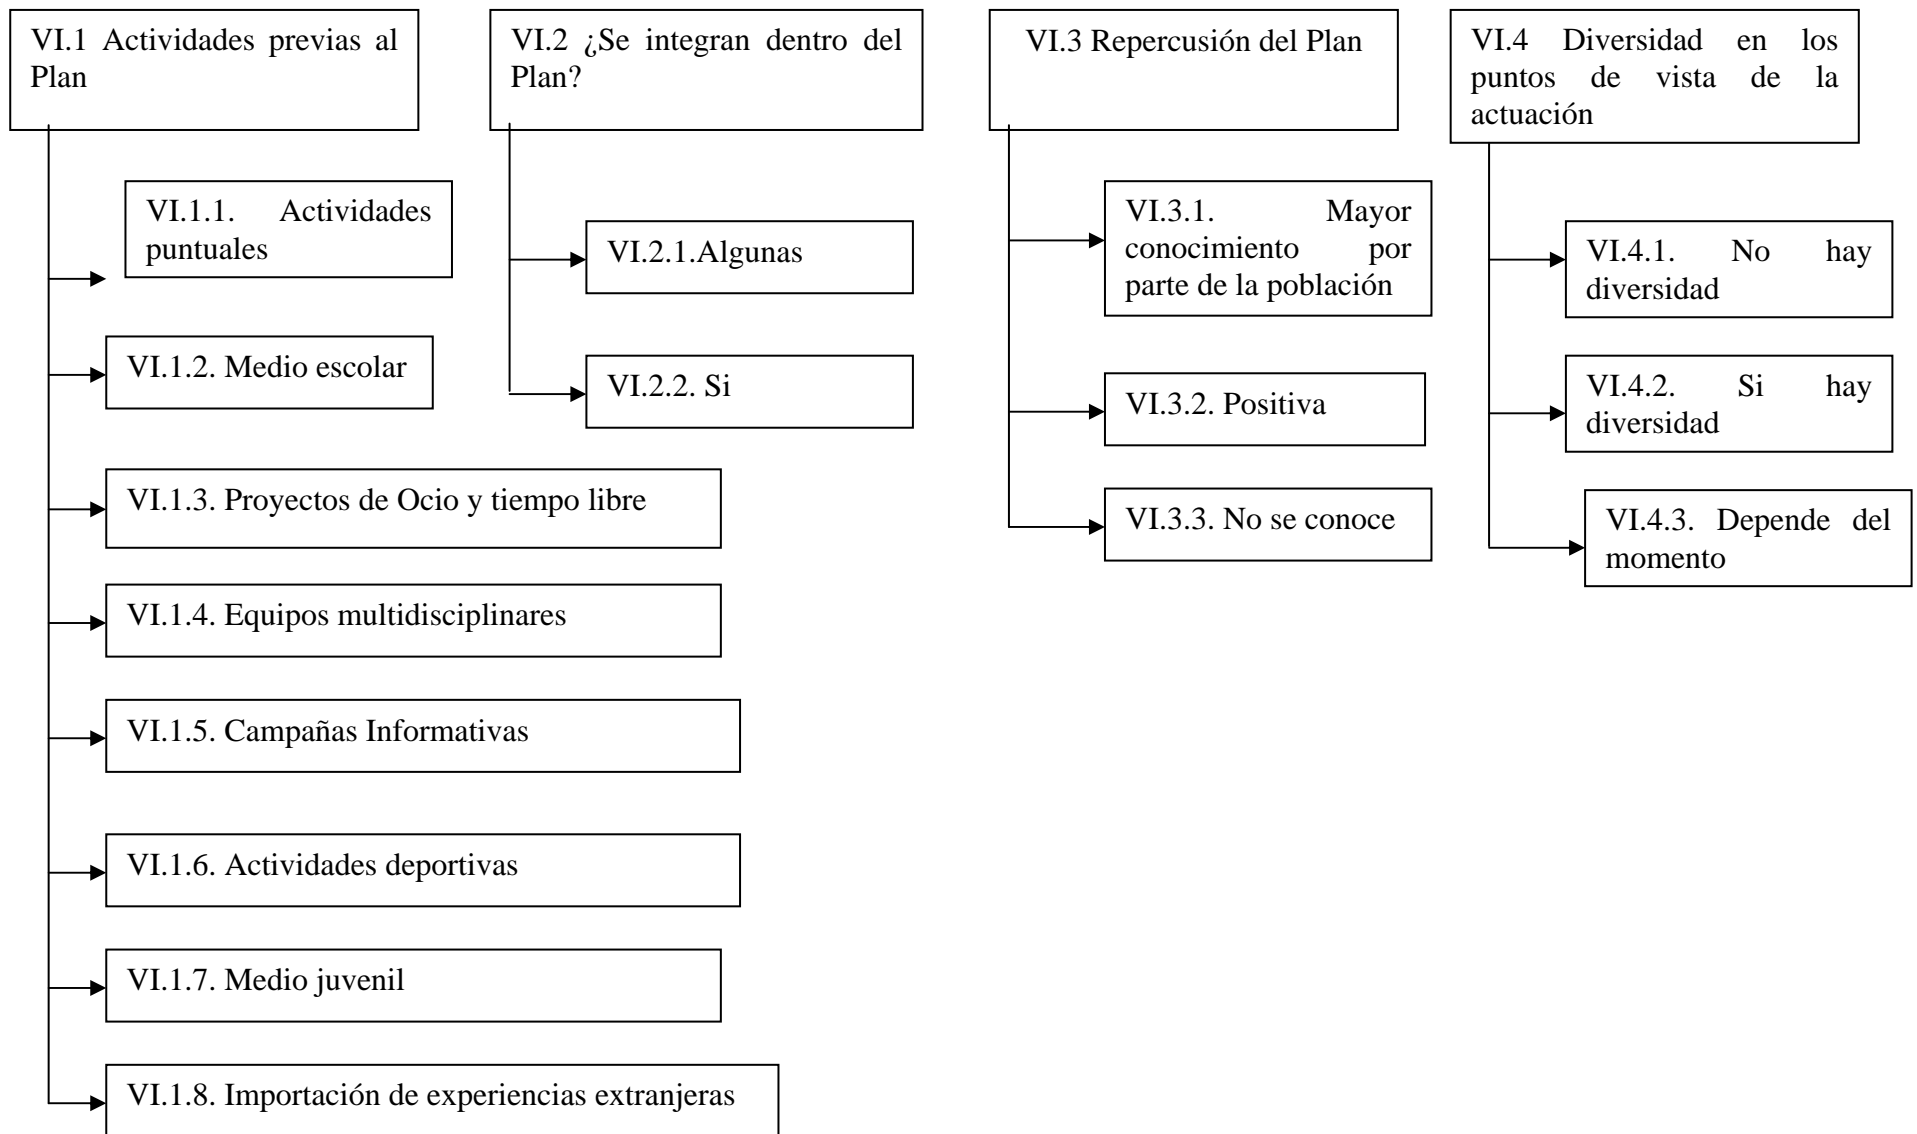 VI.1 Actividades previas al
Plan
VI.1.1. Actividades
puntuales
VI.1.2. Medio escolar
VI.1.3. Proyectos de Ocio y tiempo libre
VI.1.4. Equipos multidisciplinares
VI.1.5. Campañas Informativas
VI.1.6. Actividades deportivas
VI.1.7. Medio juvenil
VI.1.8. Importación de experiencias extranjeras
VI.2 ¿Se integran dentro del
Plan?
VI.2.1.Algunas
VI.2.2. Si
VI.3 Repercusión del Plan
VI.3.1. Mayor
conocimiento por
parte de la población
VI.3.2. Positiva
VI.3.3. No se conoce
VI.4 Diversidad en los
puntos de vista de la
actuación
VI.4.1. No hay
diversidad
VI.4.2. Si hay
diversidad
VI.4.3. Depende del
momento